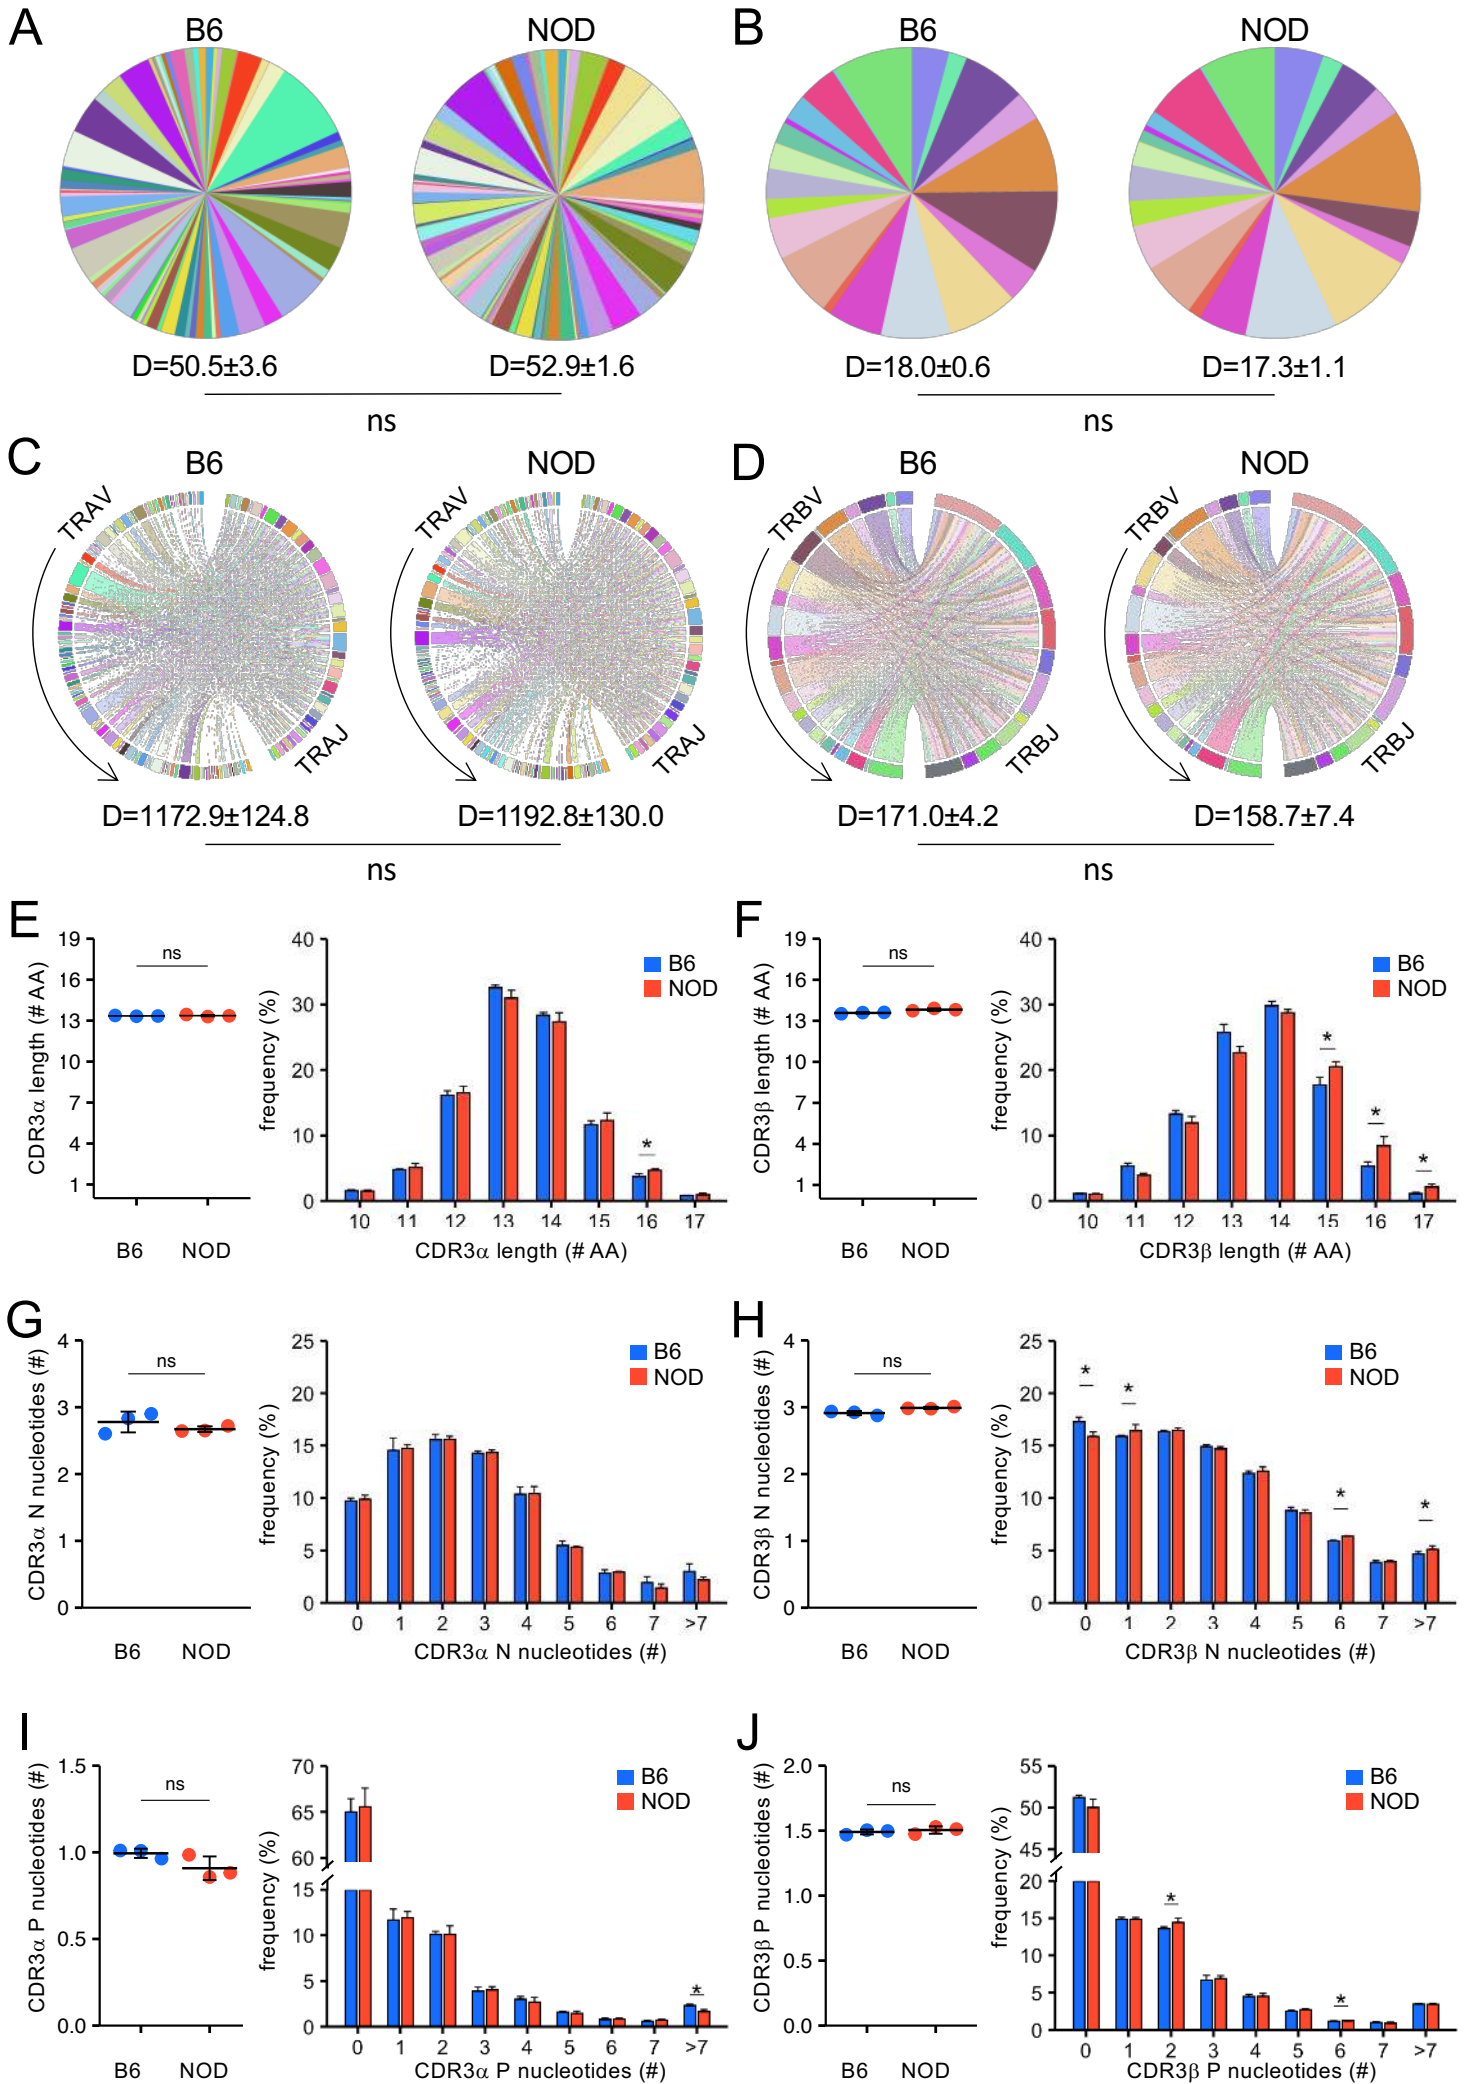 A
B6
NOD
D=50.5±3.6
D=52.9±1.6
ns
B
B6
NOD
D=18.0±0.6
D=17.3±1.1
ns
C
B6
NOD
TRAV
TRAJ
TRAV
TRAJ
D=1172.9±124.8
D=1192.8±130.0
ns
D
B6
NOD
TRBV
TRBJ
TRBV
TRBJ
D=171.0±4.2
D=158.7±7.4
ns
E
CDR3α length (# AA)
19
16
13
10
7
4
1
ns
B6 NOD
frequency (%)
40
30
20
10
0
B6
NOD
*
10 11 12 13 14 15 16 17
CDR3α length (# AA)
F
CDR3β length (# AA)
19
16
13
10
7
4
1
ns
B6 NOD
frequency (%)
40
30
20
10
0
B6
NOD
* * *
10 11 12 13 14 15 16 17
CDR3β length (# AA)
G
CDR3α N nucleotides (#)
4
3
2
1
0
ns
B6 NOD
frequency (%)
25
20
15
10
5
0
B6
NOD
0 1 2 3 4 5 6 7 >7
CDR3α N nucleotides (#)
H
CDR3β N nucleotides (#)
4
3
2
1
0
ns
B6 NOD
frequency (%)
25
20
15
10
5
0
B6
NOD
* * * *
0 1 2 3 4 5 6 7 >7
CDR3β N nucleotides (#)
I
CDR3α P nucleotides (#)
1.5
1.0
0.5
0.0
ns
B6 NOD
frequency (%)
70
65
60
15
10
5
0
B6
NOD
*
0 1 2 3 4 5 6 7 >7
CDR3α P nucleotides (#)
J
CDR3β P nucleotides (#)
2.0
1.5
1.0
0.5
0.0
ns
B6 NOD
frequency (%)
55
50
45
20
15
10
5
0
B6
NOD
* *
0 1 2 3 4 5 6 7 >7
CDR3β P nucleotides (#)